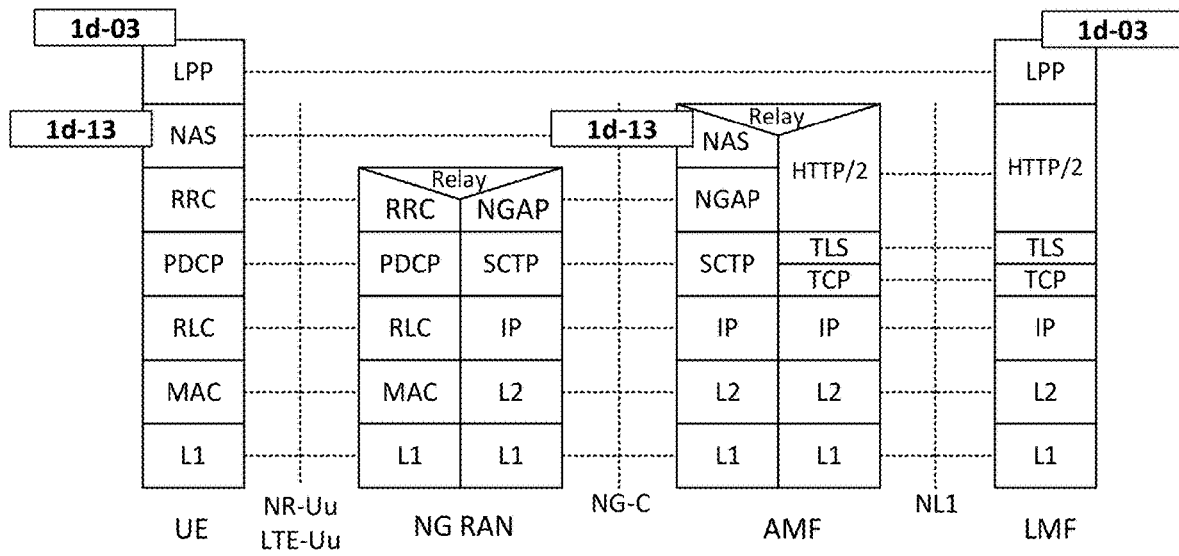 1d-03
1d-03
LPP
LPP
1d-13
NAS
1d-13
Relay
NAS
HTTP/2
HTTP/2
Relay
RRC
RRC
NGAP
NGAP
PDCP
PDCP
SCTP
SCTP
TLS
TLS
TCP
TCP
RLC
RLC
IP
IP
IP
IP
MAC
MAC
L2
L2
L2
L2
L1
L1
L1
L1
L1
L1
NR-Uu
LTE-Uu
NG-C
NL1
UE
NG RAN
AMF
LMF